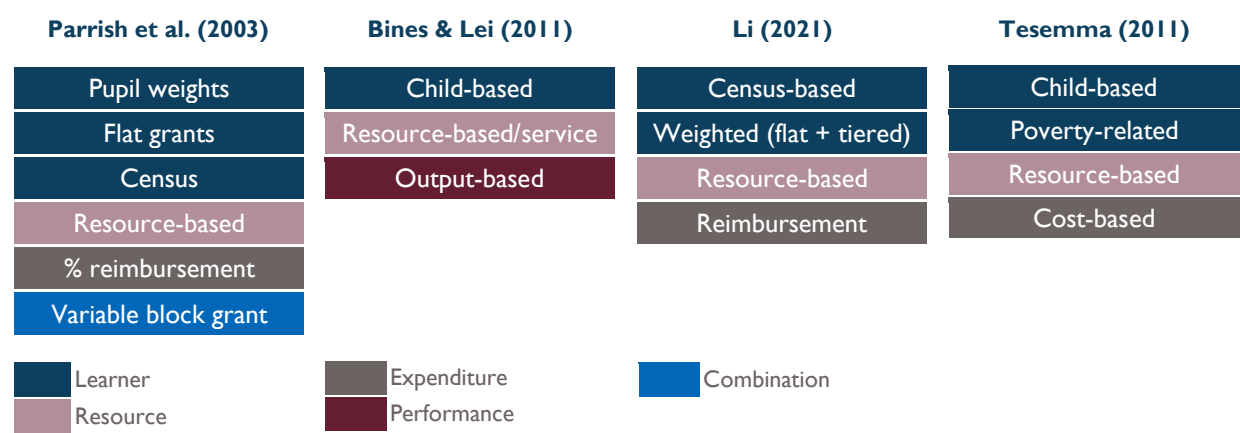 Parrish et al. (2003)
Pupil weights
Flat grants
Census
Resource-based
% reimbursement
Variable block grant
Bines & Lei (2011)
Child-based
Resource-based/service
Output-based
Li (2021)
Census-based
Weighted (flat + tiered)
Resource-based
Reimbursement
Tesemma (2011)
Child-based
Poverty-related
Resource-based
Cost-based
Learner
Resource
Expenditure
Performance
Combination